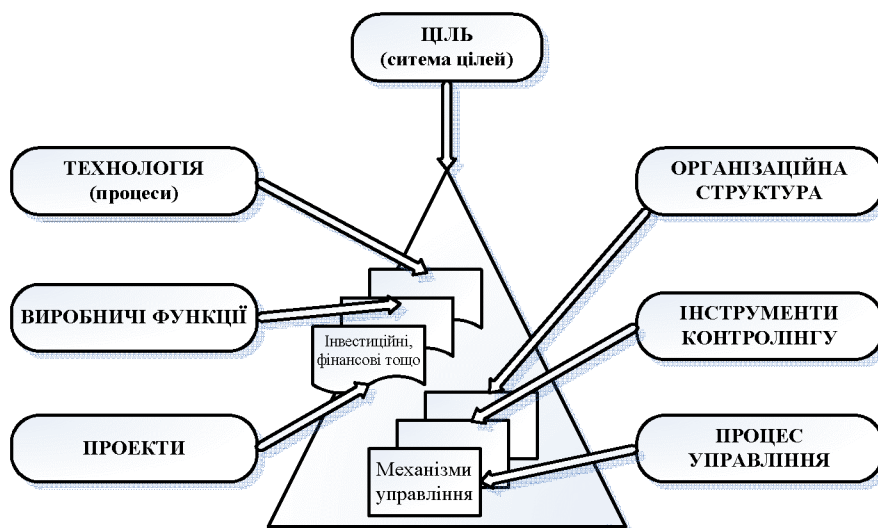 ЦІЛЬ
(ситема цілей)
ТЕХНОЛОГІЯ
(процеси)
ОРГАНІЗАЦІЙНА
СТРУКТУРА
ВИРОБНИЧІ ФУНКЦІЇ
ІНСТРУМЕНТИ
КОНТРОЛІНГУ
Інвестиційні,
фінансові тощо
ПРОЕКТИ
ПРОЦЕС
УПРАВЛІННЯ
Механізми
управління